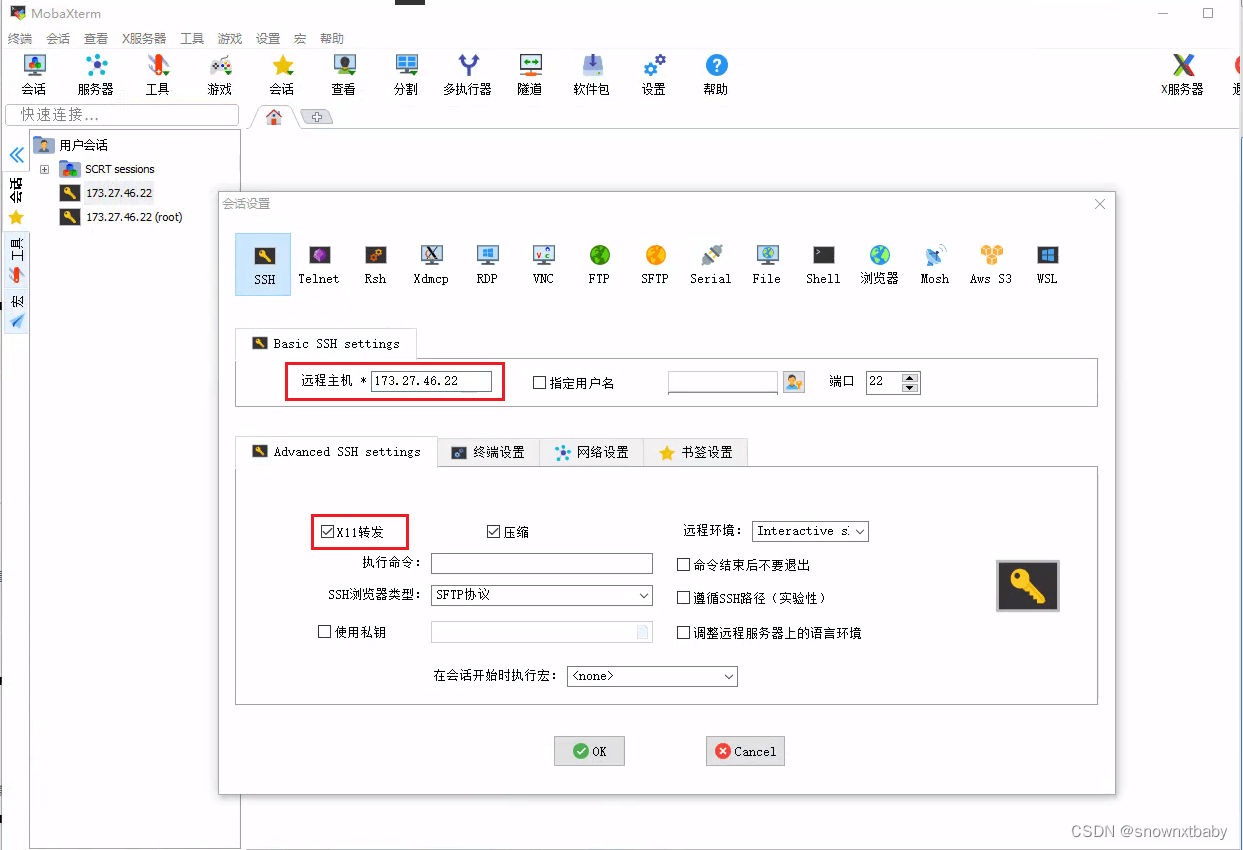 MobaXterm
终端 会话 查看 X服务器 工具 游戏 设置 宏 帮助
会话 服务器 工具 游戏 会话 查看 分割 多执行器 隧道 软件包 设置 帮助 X服务器
快速连接...
用户会话
SCRT sessions
173.27.46.22
173.27.46.22 (root)
会话
工具
宏
会话设置
SSH Telnet Rsh Xdmcp RDP VNC FTP SFTP Serial File Shell 浏览器 Mosh Aws S3 WSL
Basic SSH settings
远程主机 * 173.27.46.22 指定用户名 端口 22
Advanced SSH settings 终端设置 网络设置 书签设置
X11转发 压缩 远程环境: Interactive s
执行命令: 命令结束后不要退出
SSH浏览器类型: SFTP协议 遵循SSH路径（实验性）
使用私钥 调整远程服务器上的语言环境
在会话开始时执行宏: <none>
OK Cancel
CSDN @snownxtbaby